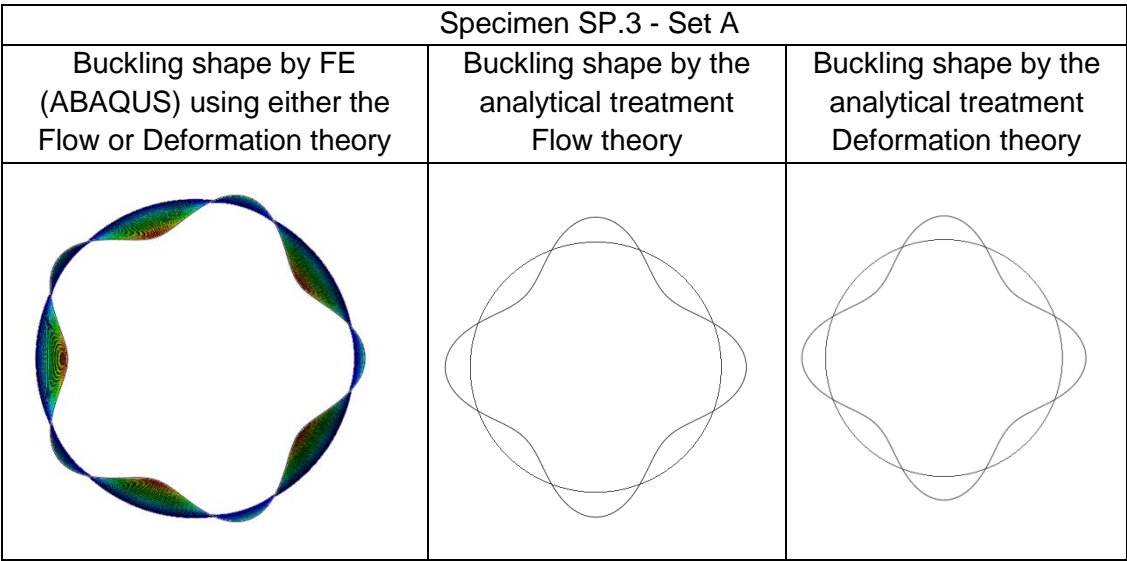 Specimen SP.3 - Set A
Buckling shape by FE
(ABAQUS) using either the
Flow or Deformation theory
Buckling shape by the
analytical treatment
Flow theory
Buckling shape by the
analytical treatment
Deformation theory